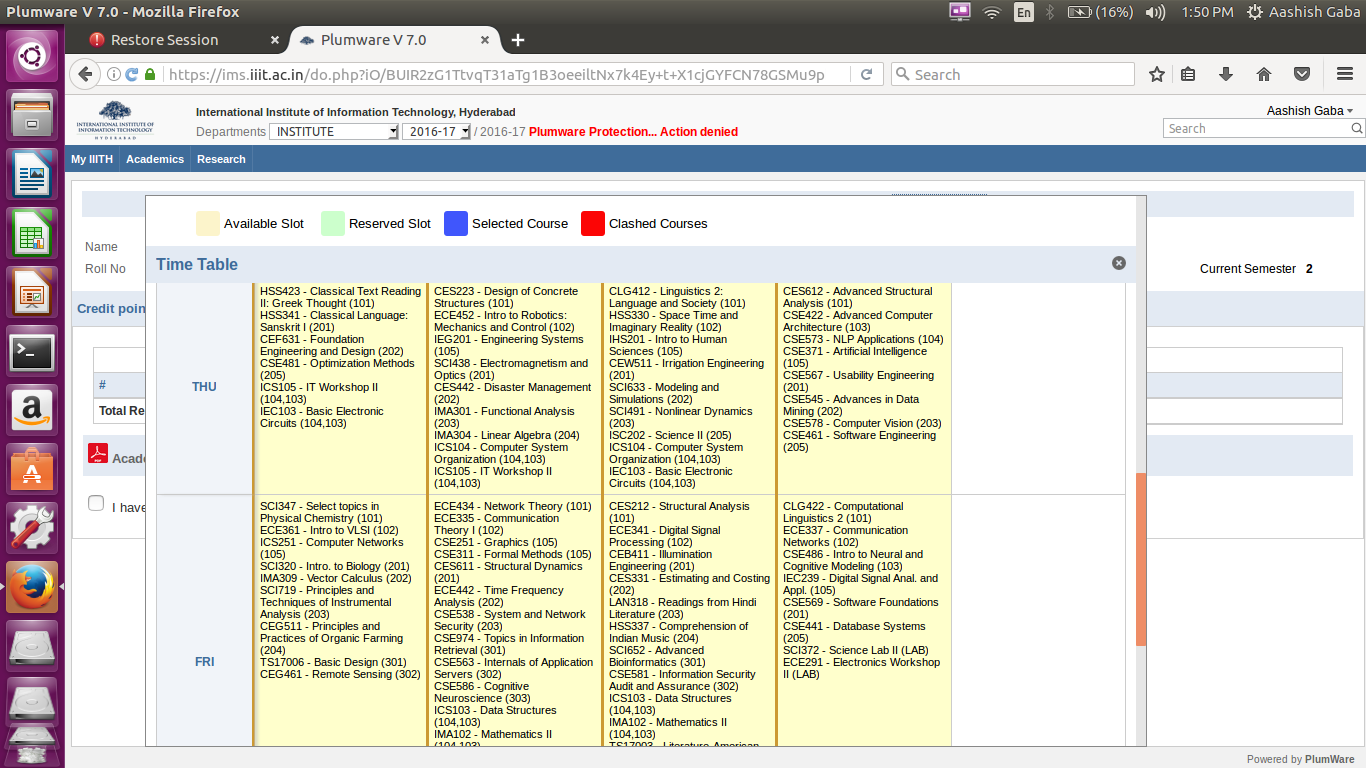 Plumware V 7.0 - Mozilla Firefox
En
(16%)
1:50 PM
Aashish Gaba
Restore Session
Plumware V 7.0
https://ims.iiit.ac.in/do.php?iO/BUIR2zG1TtvqT31aTg1B3oeeiltNx7k4Ey+t+X1cjGYFCN78GSMu9p
Search
INTERNATIONAL INSTITUTE OF
INFORMATION TECHNOLOGY
HYDERABAD
International Institute of Information Technology, Hyderabad
Aashish Gaba
Departments INSTITUTE 2016-17 / 2016-17 Plumware Protection... Action denied
Search
My IIITH Academics Research
Available Slot Reserved Slot Selected Course Clashed Courses
Name
Roll No
Current Semester 2
Time Table
Credit poin
#
Total Re
Acade
I have
THU
HSS423 - Classical Text Reading
II: Greek Thought (101)
HSS341 - Classical Language:
Sanskrit I (201)
CEF631 - Foundation
Engineering and Design (202)
CSE481 - Optimization Methods
(205)
ICS105 - IT Workshop II
(104,103)
IEC103 - Basic Electronic
Circuits (104,103)
CES223 - Design of Concrete
Structures (101)
ECE452 - Intro to Robotics:
Mechanics and Control (102)
IEG201 - Engineering Systems
(105)
SCI438 - Electromagnetism and
Optics (201)
CES442 - Disaster Management
(202)
IMA301 - Functional Analysis
(203)
IMA304 - Linear Algebra (204)
ICS104 - Computer System
Organization (104,103)
ICS105 - IT Workshop II
(104,103)
CLG412 - Linguistics 2:
Language and Society (101)
HSS330 - Space Time and
Imaginary Reality (102)
IHS201 - Intro to Human
Sciences (105)
CEW511 - Irrigation Engineering
(201)
SCI633 - Modeling and
Simulations (202)
SCI491 - Nonlinear Dynamics
(203)
ISC202 - Science II (205)
ICS104 - Computer System
Organization (104,103)
IEC103 - Basic Electronic
Circuits (104,103)
CES612 - Advanced Structural
Analysis (101)
CSE422 - Advanced Computer
Architecture (103)
CSE573 - NLP Applications (104)
CSE371 - Artificial Intelligence
(105)
CSE567 - Usability Engineering
(201)
CSE545 - Advances in Data
Mining (202)
CSE578 - Computer Vision (203)
CSE461 - Software Engineering
(205)
FRI
SCI347 - Select topics in
Physical Chemistry (101)
ECE361 - Intro to VLSI (102)
ICS251 - Computer Networks
(105)
SCI320 - Intro. to Biology (201)
IMA309 - Vector Calculus (202)
SCI719 - Principles and
Techniques of Instrumental
Analysis (203)
CEG511 - Principles and
Practices of Organic Farming
(204)
TS17006 - Basic Design (301)
CEG461 - Remote Sensing (302)
ECE434 - Network Theory (101)
ECE335 - Communication
Theory I (102)
CSE251 - Graphics (105)
CSE311 - Formal Methods (105)
CES611 - Structural Dynamics
(201)
ECE442 - Time Frequency
Analysis (202)
CSE538 - System and Network
Security (203)
CSE974 - Topics in Information
Retrieval (301)
CSE563 - Internals of Application
Servers (302)
CSE586 - Cognitive
Neuroscience (303)
ICS103 - Data Structures
(104,103)
IMA102 - Mathematics II
(104,103)
CES212 - Structural Analysis
(101)
ECE341 - Digital Signal
Processing (102)
CEB411 - Illumination
Engineering (201)
CES331 - Estimating and Costing
(202)
LAN318 - Readings from Hindi
Literature (203)
HSS337 - Comprehension of
Indian Music (204)
SCI652 - Advanced
Bioinformatics (301)
CSE581 - Information Security
Audit and Assurance (302)
ICS103 - Data Structures
(104,103)
IMA102 - Mathematics II
(104,103)
TS17003 - Literature-American
CLG422 - Computational
Linguistics 2 (101)
ECE337 - Communication
Networks (102)
CSE486 - Intro to Neural and
Cognitive Modeling (103)
IEC239 - Digital Signal Anal. and
Appl. (105)
CSE569 - Software Foundations
(201)
CSE441 - Database Systems
(205)
SCI372 - Science Lab II (LAB)
ECE291 - Electronics Workshop
II (LAB)
Powered by PlumWare